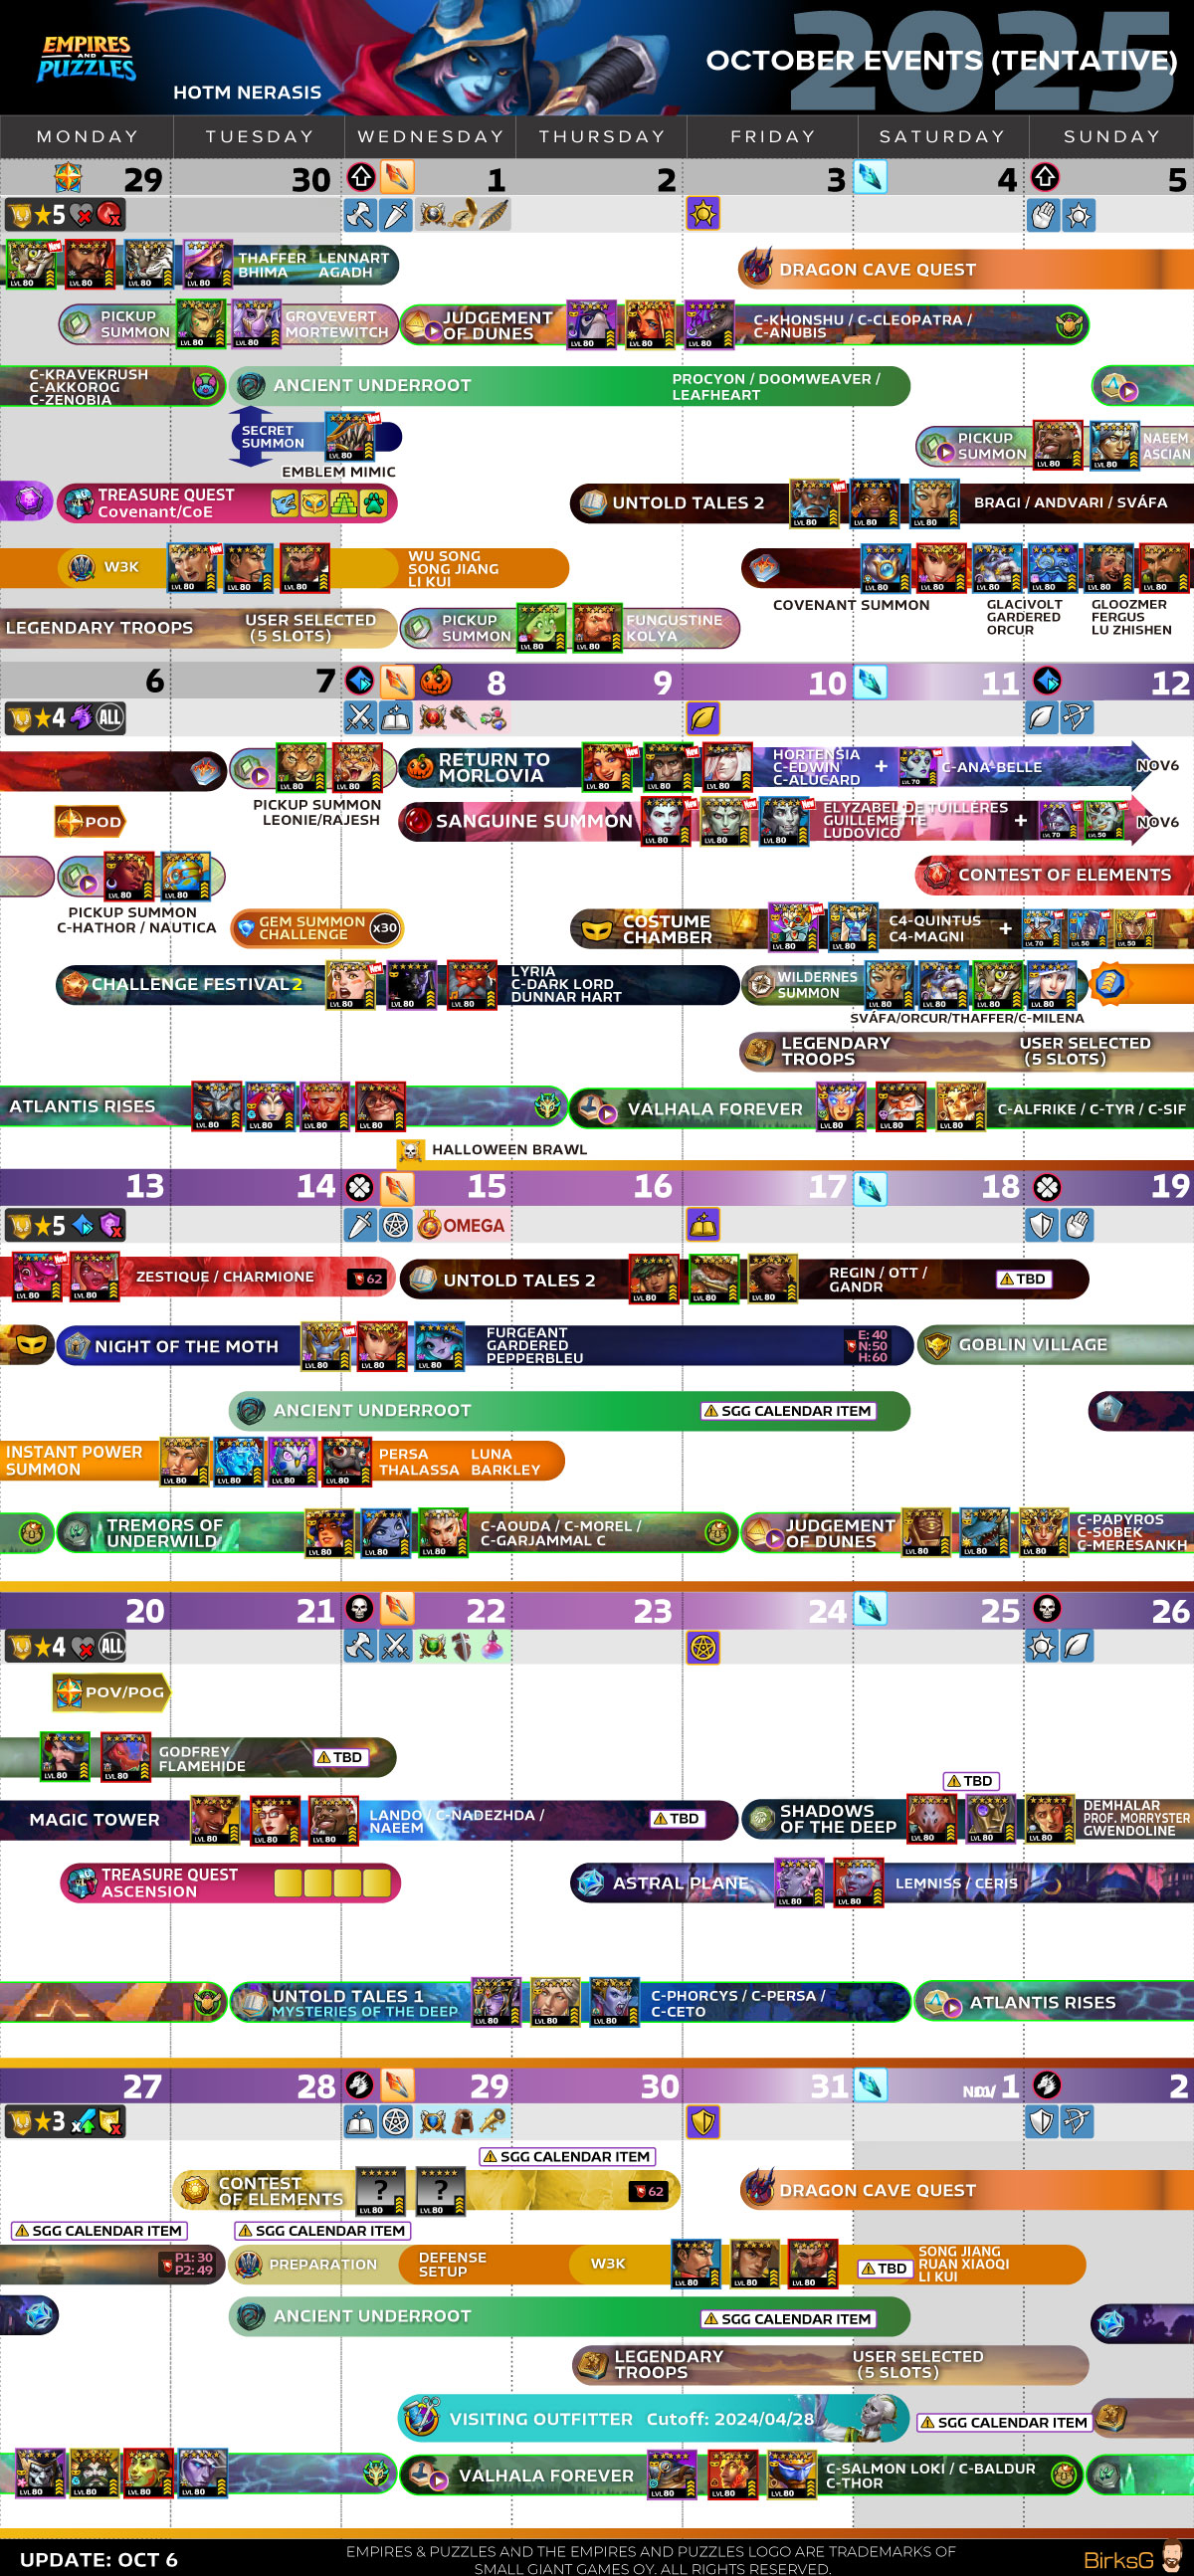 EMPIRES
AND
PUZZLES
HOTM NERASIS
2025
OCTOBER EVENTS (TENTATIVE)
MONDAY TUESDAY WEDNESDAY THURSDAY FRIDAY SATURDAY SUNDAY
29 30 1 2 3 4 5
5
THAFFER LENNART
BHIMA AGADH
DRAGON CAVE QUEST
PICKUP
SUMMON
GROVEVERT
MORTEWITCH
JUDGEMENT
OF DUNES
C-KHONSHU / C-CLEOPATRA /
C-ANUBIS
C-KRAVEKRUSH
C-AKKOROG
C-ZENOBIA
ANCIENT UNDERROOT
PROCYON / DOOMWEAVER /
LEAFHEART
SECRET
SUMMON
EMBLEM MIMIC
PICKUP
SUMMON
NAEEM
ASCIAN
TREASURE QUEST
Covenant/CoE
UNTOLD TALES 2
BRAGI / ANDVARI / SVÁFA
W3K
WU SONG
SONG JIANG
LI KUI
COVENANT SUMMON
GLACIVOLT
GARDERED
ORCUR
GLOOZMER
FERGUS
LU ZHISHEN
LEGENDARY TROOPS
USER SELECTED
(5 SLOTS)
PICKUP
SUMMON
FUNGUSTINE
KOLYA
6 7 8 9 10 11 12
4 ALL
PICKUP SUMMON
LEONIE/RAJESH
RETURN TO
MORLOVIA
HORTENSIA
C-EDWIN
C-ALUCARD
+
C-ANA-BELLE
NOV6
POD
SANGUINE SUMMON
ELYZABEL DE TUILLÈRES
GUILLEMETTE
LUDOVICO
+
NOV6
PICKUP SUMMON
C-HATHOR / NAUTICA
CONTEST OF ELEMENTS
GEM SUMMON
CHALLENGE
x30
COSTUME
CHAMBER
C4-QUINTUS
C4-MAGNI
+
CHALLENGE FESTIVAL 2
LYRIA
C-DARK LORD
DUNNAR HART
WILDERNES
SUMMON
SVÁFA/ORCUR/THAFFER/C-MILENA
LEGENDARY
TROOPS
USER SELECTED
(5 SLOTS)
ATLANTIS RISES
VALHALA FOREVER
C-ALFRIKE / C-TYR / C-SIF
HALLOWEEN BRAWL
13 14 15 16 17 18 19
5
OMEGA
ZESTIQUE / CHARMIONE
62
UNTOLD TALES 2
REGIN / OTT /
GANDR
TBD
NIGHT OF THE MOTH
FURGEANT
GARDERED
PEPPERBLEU
E: 40
N:50
H:60
GOBLIN VILLAGE
ANCIENT UNDERROOT
SGG CALENDAR ITEM
INSTANT POWER
SUMMON
PERSA LUNA
THALASSA BARKLEY
TREMORS OF
UNDERWILD
C-AOUDA / C-MOREL /
C-GARJAMMAL C
JUDGEMENT
OF DUNES
C-PAPYROS
C-SOBEK
C-MERESANKH
20 21 22 23 24 25 26
4 ALL
POV/POG
GODFREY
FLAMEHIDE
TBD
MAGIC TOWER
LANDO / C-NADEZHDA /
NAEEM
TBD
SHADOWS
OF THE DEEP
TBD
DEMHALAR
PROF. MORRYSTER
GWENDOLINE
TREASURE QUEST
ASCENSION
ASTRAL PLANE
LEMNISS / CERIS
UNTOLD TALES 1
MYSTERIES OF THE DEEP
C-PHORCYS / C-PERSA /
C-CETO
ATLANTIS RISES
27 28 29 30 31 1 2
3
SGG CALENDAR ITEM
CONTEST
OF ELEMENTS
? ?
62
DRAGON CAVE QUEST
SGG CALENDAR ITEM
SGG CALENDAR ITEM
P1: 30
P2: 49
PREPARATION
DEFENSE
SETUP
W3K
TBD
SONG JIANG
RUAN XIAOQI
LI KUI
ANCIENT UNDERROOT
SGG CALENDAR ITEM
LEGENDARY
TROOPS
USER SELECTED
(5 SLOTS)
VISITING OUTFITTER Cutoff: 2024/04/28
SGG CALENDAR ITEM
VALHALA FOREVER
C-SALMON LOKI / C-BALDUR
C-THOR
UPDATE: OCT 6
EMPIRES & PUZZLES AND THE EMPIRES AND PUZZLES LOGO ARE TRADEMARKS OF
SMALL GIANT GAMES OY. ALL RIGHTS RESERVED.
BirksG